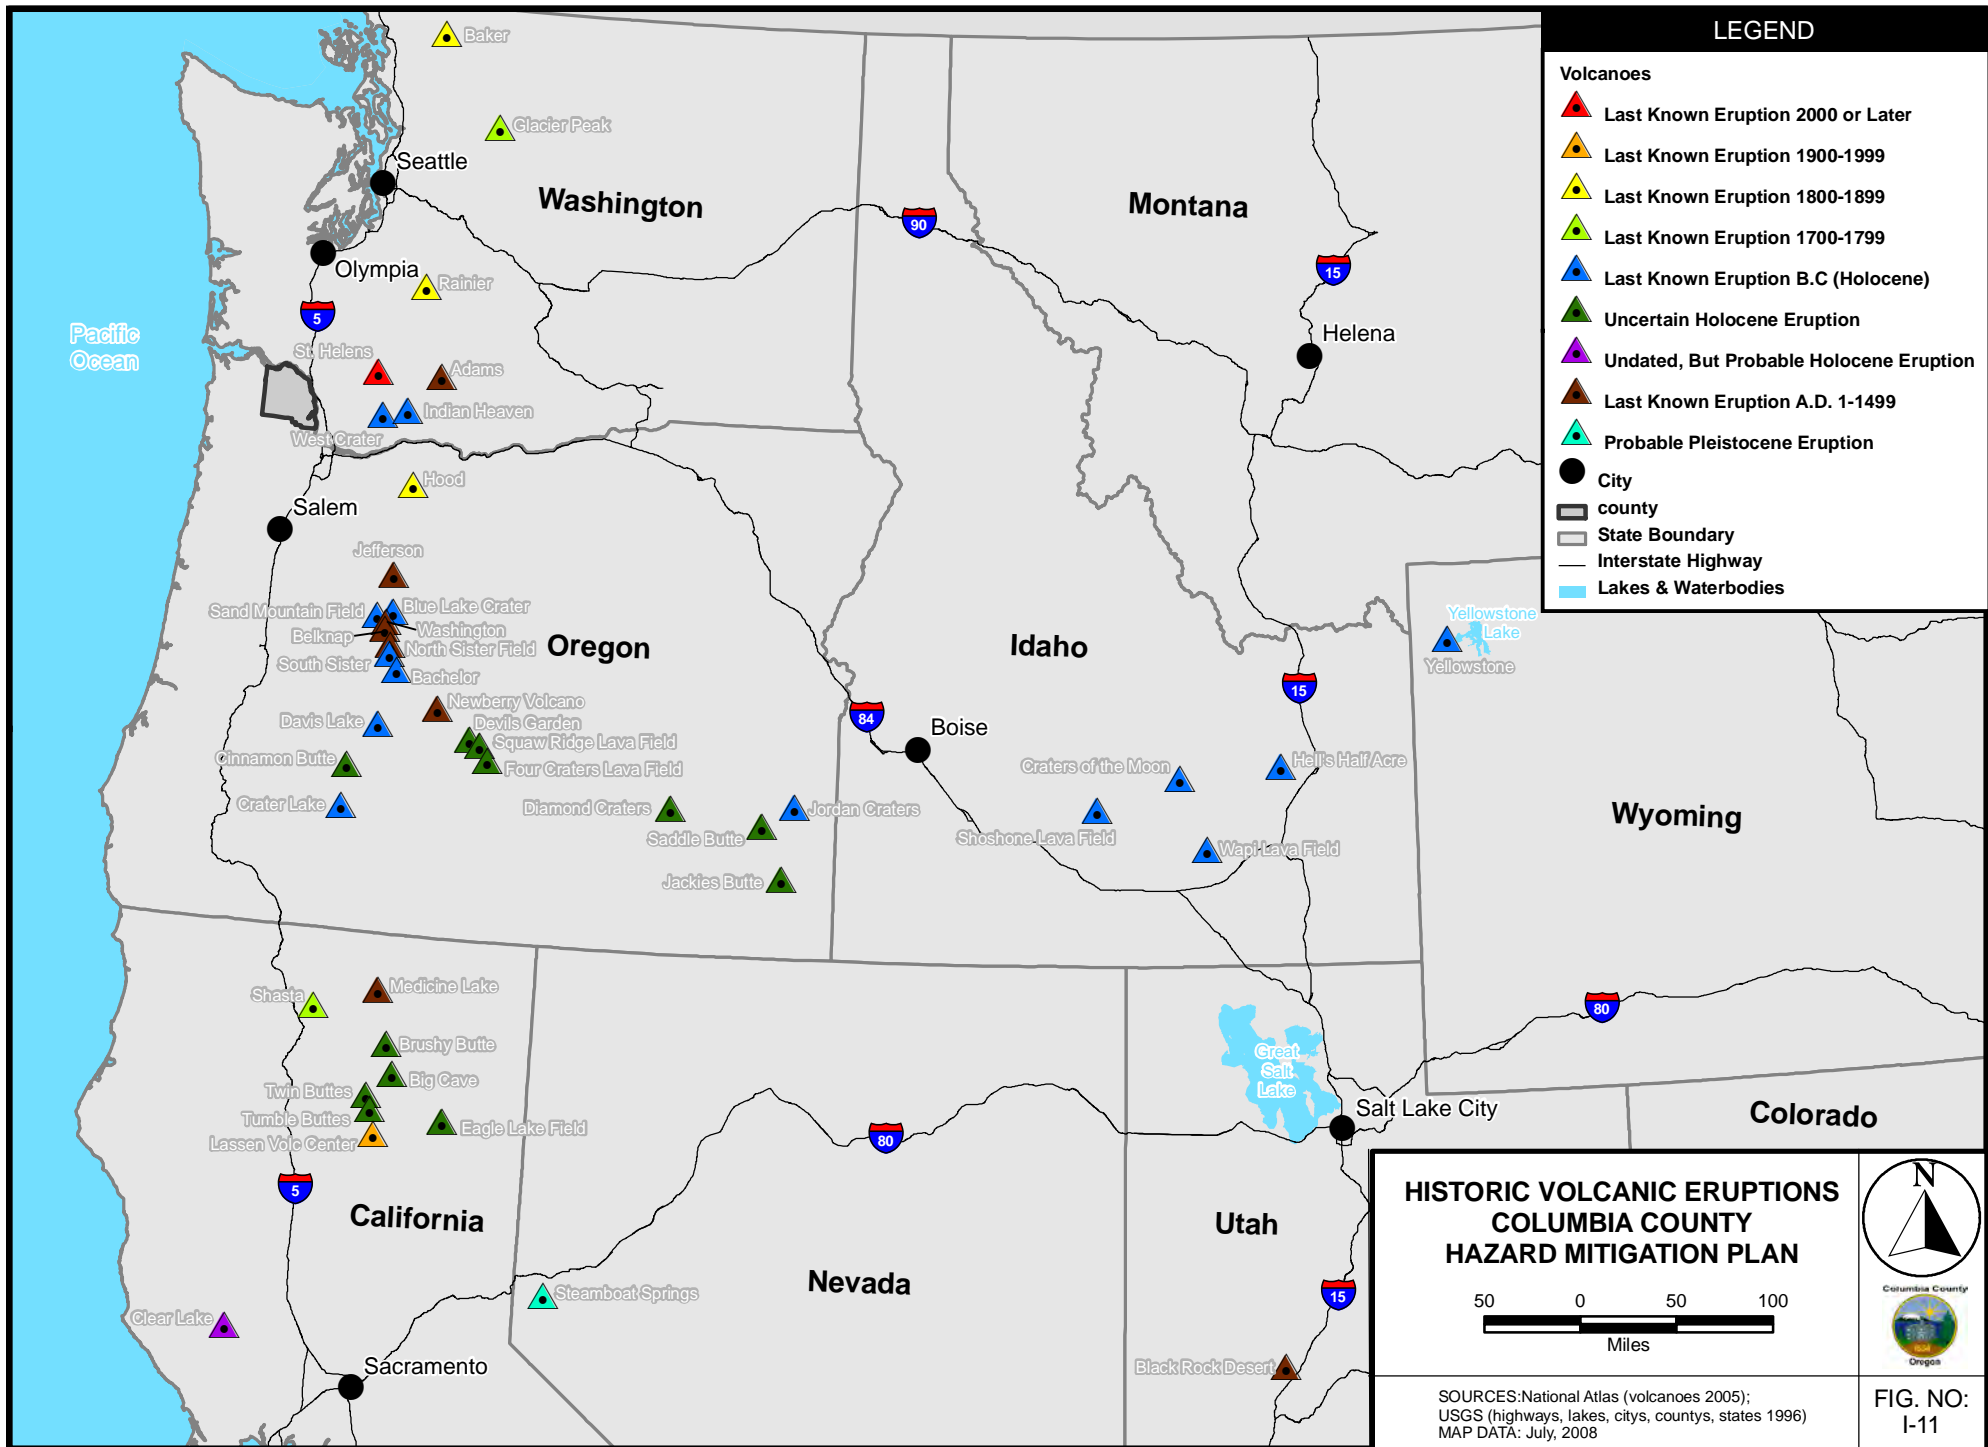 Baker
Glacier Peak
Seattle
Washington
Montana
90
15
Olympia
Rainier
5
Helena
Pacific
Ocean
St. Helens
Adams
Indian Heaven
West Crater
Hood
Salem
Jefferson
Sand Mountain Field
Blue Lake Crater
Belknap
Washington
North Sister Field
South Sister
Bachelor
Oregon
Idaho
Yellowstone
Lake
Yellowstone
15
Newberry Volcano
Davis Lake
Devils Garden
Squaw Ridge Lava Field
Four Craters Lava Field
Cinnamon Butte
Crater Lake
84
Boise
Craters of the Moon
Hell's Half Acre
Diamond Craters
Jordan Craters
Saddle Butte
Shoshone Lava Field
Wapi Lava Field
Wyoming
Jackies Butte
Shasta
Medicine Lake
80
Brushy Butte
Big Cave
Twin Buttes
Tumble Buttes
Lassen Volc Center
Eagle Lake Field
Great
Salt
Lake
Salt Lake City
Colorado
80
5
California
Utah
Nevada
Steamboat Springs
15
Clear Lake
Sacramento
Black Rock Desert
LEGEND
Volcanoes
Last Known Eruption 2000 or Later
Last Known Eruption 1900-1999
Last Known Eruption 1800-1899
Last Known Eruption 1700-1799
Last Known Eruption B.C (Holocene)
Uncertain Holocene Eruption
Undated, But Probable Holocene Eruption
Last Known Eruption A.D. 1-1499
Probable Pleistocene Eruption
City
county
State Boundary
Interstate Highway
Lakes & Waterbodies
HISTORIC VOLCANIC ERUPTIONS
COLUMBIA COUNTY
HAZARD MITIGATION PLAN
50 0 50 100
Miles
SOURCES:National Atlas (volcanoes 2005);
USGS (highways, lakes, citys, countys, states 1996)
MAP DATA: July, 2008
N
Columbia County
Oregon
FIG. NO:
I-11